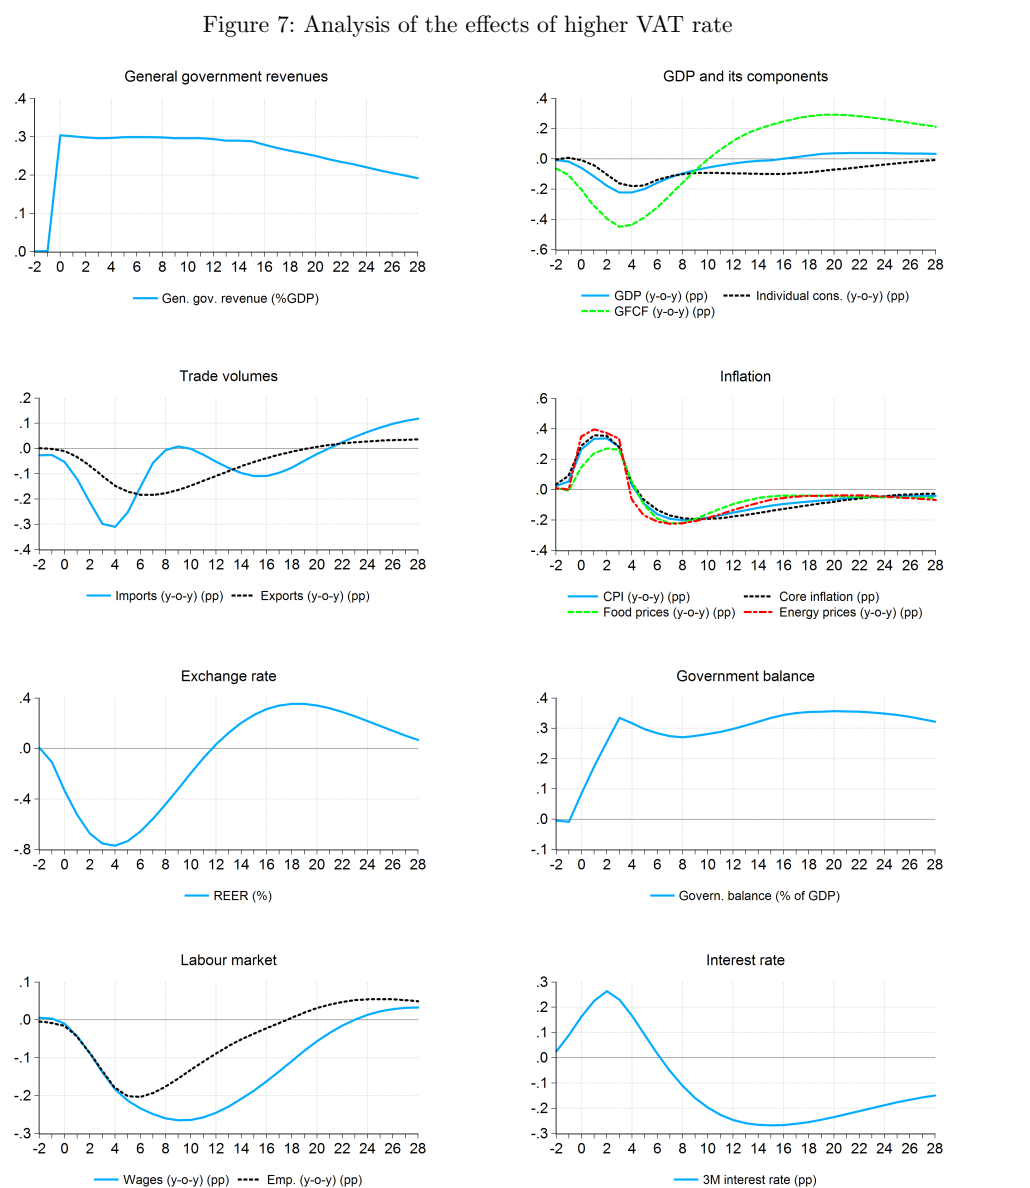 Figure 7: Analysis of the effects of higher VAT rate
General government revenues
.4
.3
.2
.1
.0
-2 0 2 4 6 8 10 12 14 16 18 20 22 24 26 28
Gen. gov. revenue (%GDP)
GDP and its components
.4
.2
.0
-.2
-.4
-.6
-2 0 2 4 6 8 10 12 14 16 18 20 22 24 26 28
GDP (y-o-y) (pp) Individual cons. (y-o-y) (pp)
GFCF (y-o-y) (pp)
Trade volumes
.2
.1
.0
-.1
-.2
-.3
-.4
-2 0 2 4 6 8 10 12 14 16 18 20 22 24 26 28
Imports (y-o-y) (pp) Exports (y-o-y) (pp)
Inflation
.6
.4
.2
.0
-.2
-.4
-2 0 2 4 6 8 10 12 14 16 18 20 22 24 26 28
CPI (y-o-y) (pp) Core inflation (pp)
Food prices (y-o-y) (pp) Energy prices (y-o-y) (pp)
Exchange rate
.4
.0
-.4
-.8
-2 0 2 4 6 8 10 12 14 16 18 20 22 24 26 28
REER (%)
Government balance
.4
.3
.2
.1
.0
-.1
-2 0 2 4 6 8 10 12 14 16 18 20 22 24 26 28
Govern. balance (% of GDP)
Labour market
.1
.0
-.1
-.2
-.3
-2 0 2 4 6 8 10 12 14 16 18 20 22 24 26 28
Wages (y-o-y) (pp) Emp. (y-o-y) (pp)
Interest rate
.3
.2
.1
.0
-.1
-.2
-.3
-2 0 2 4 6 8 10 12 14 16 18 20 22 24 26 28
3M interest rate (pp)